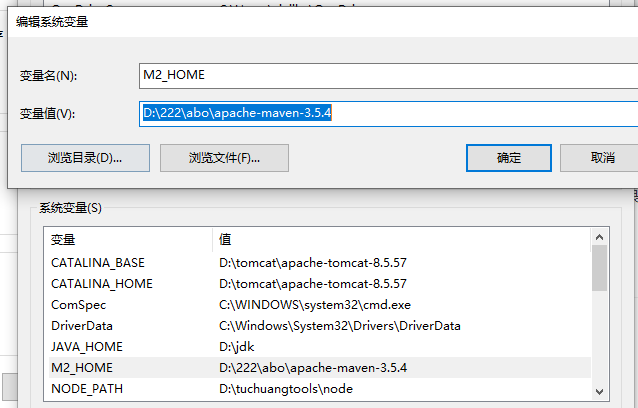 编辑系统变量
变量名(N):
M2_HOME
变量值(V):
D:\222\abo\apache-maven-3.5.4
浏览目录(D)...
浏览文件(F)...
确定
取消
系统变量(S)
变量 值
CATALINA_BASE D:\tomcat\apache-tomcat-8.5.57
CATALINA_HOME D:\tomcat\apache-tomcat-8.5.57
ComSpec C:\WINDOWS\system32\cmd.exe
DriverData C:\Windows\System32\Drivers\DriverData
JAVA_HOME D:\jdk
M2_HOME D:\222\abo\apache-maven-3.5.4
NODE_PATH D:\tuchuangtools\node